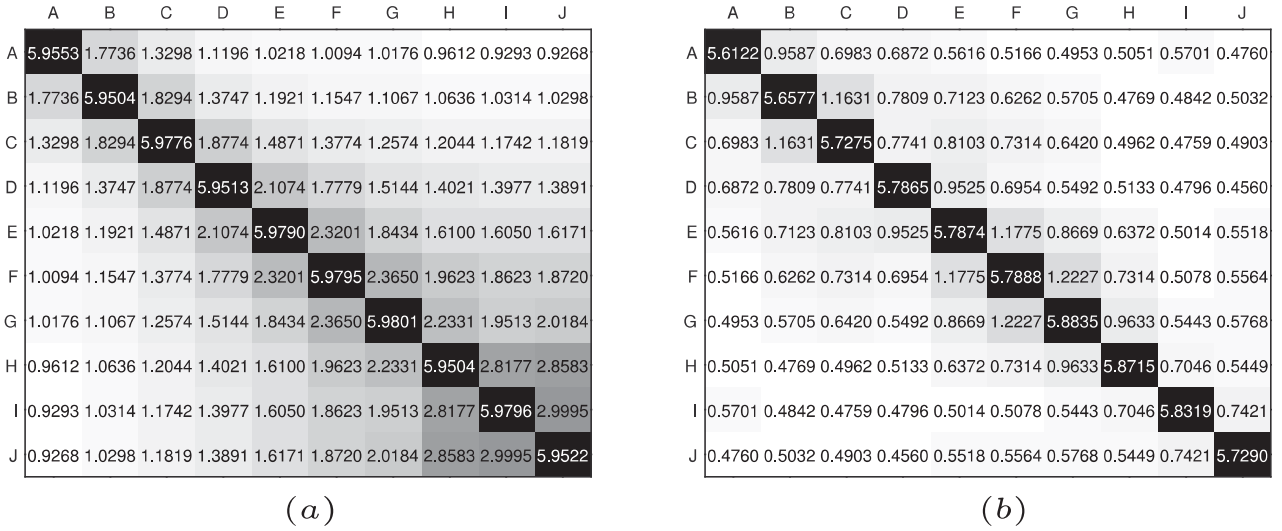 A B C D E F G H I J
A 5.9553 1.7736 1.3298 1.1196 1.0218 1.0094 1.0176 0.9612 0.9293 0.9268
B 1.7736 5.9504 1.8294 1.3747 1.1921 1.1547 1.1067 1.0636 1.0314 1.0298
C 1.3298 1.8294 5.9776 1.8774 1.4871 1.3774 1.2574 1.2044 1.1742 1.1819
D 1.1196 1.3747 1.8774 5.9513 2.1074 1.7779 1.5144 1.4021 1.3977 1.3891
E 1.0218 1.1921 1.4871 2.1074 5.9790 2.3201 1.8434 1.6100 1.6050 1.6171
F 1.0094 1.1547 1.3774 1.7779 2.3201 5.9795 2.3650 1.9623 1.8623 1.8720
G 1.0176 1.1067 1.2574 1.5144 1.8434 2.3650 5.9801 2.2331 1.9513 2.0184
H 0.9612 1.0636 1.2044 1.4021 1.6100 1.9623 2.2331 5.9504 2.8177 2.8583
I 0.9293 1.0314 1.1742 1.3977 1.6050 1.8623 1.9513 2.8177 5.9796 2.9995
J 0.9268 1.0298 1.1819 1.3891 1.6171 1.8720 2.0184 2.8583 2.9995 5.9522
(a)
A B C D E F G H I J
A 5.6122 0.9587 0.6983 0.6872 0.5616 0.5166 0.4953 0.5051 0.5701 0.4760
B 0.9587 5.6577 1.1631 0.7809 0.7123 0.6262 0.5705 0.4769 0.4842 0.5032
C 0.6983 1.1631 5.7275 0.7741 0.8103 0.7314 0.6420 0.4962 0.4759 0.4903
D 0.6872 0.7809 0.7741 5.7865 0.9525 0.6954 0.5492 0.5133 0.4796 0.4560
E 0.5616 0.7123 0.8103 0.9525 5.7874 1.1775 0.8669 0.6372 0.5014 0.5518
F 0.5166 0.6262 0.7314 0.6954 1.1775 5.7888 1.2227 0.7314 0.5078 0.5564
G 0.4953 0.5705 0.6420 0.5492 0.8669 1.2227 5.8835 0.9633 0.5443 0.5768
H 0.5051 0.4769 0.4962 0.5133 0.6372 0.7314 0.9633 5.8715 0.7046 0.5449
I 0.5701 0.4842 0.4759 0.4796 0.5014 0.5078 0.5443 0.7046 5.8319 0.7421
J 0.4760 0.5032 0.4903 0.4560 0.5518 0.5564 0.5768 0.5449 0.7421 5.7290
(b)